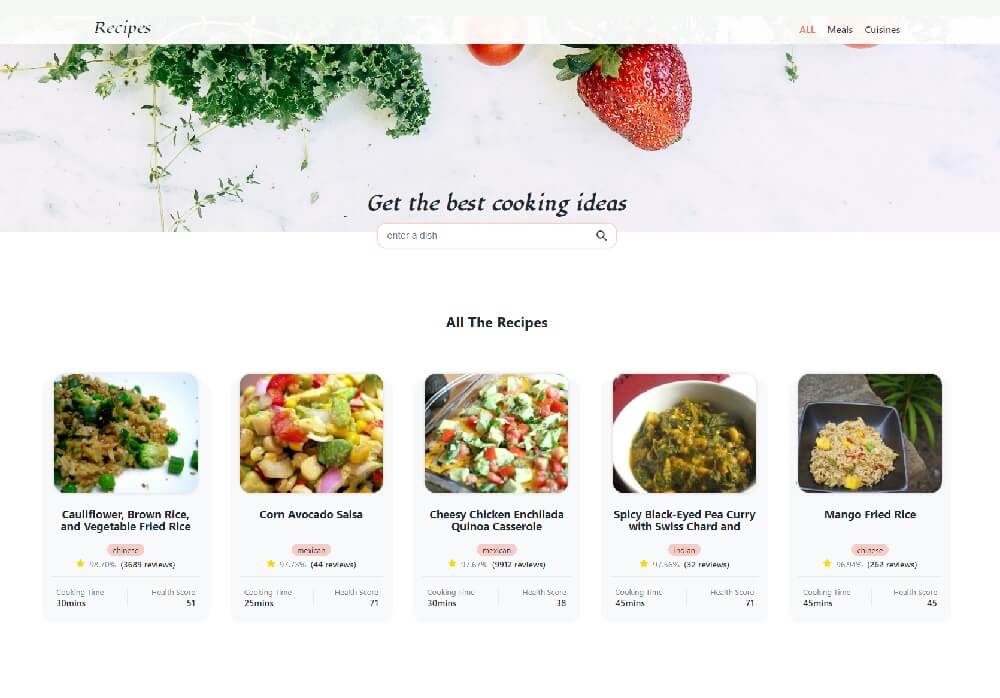 Recipes
ALL Meals Cuisines
Get the best cooking ideas
enter a dish
All The Recipes
Cauliflower, Brown Rice,
and Vegetable Fried Rice
chinese
98.70% (3689 reviews)
Cooking Time Health Score
30mins 51
Corn Avocado Salsa
mexican
97.73% (44 reviews)
Cooking Time Health Score
25mins 71
Cheesy Chicken Enchilada
Quinoa Casserole
mexican
97.67% (9912 reviews)
Cooking Time Health Score
30mins 38
Spicy Black-Eyed Pea Curry
with Swiss Chard and
indian
97.56% (32 reviews)
Cooking Time Health Score
45mins 71
Mango Fried Rice
chinese
96.94% (262 reviews)
Cooking Time Health Score
45mins 45